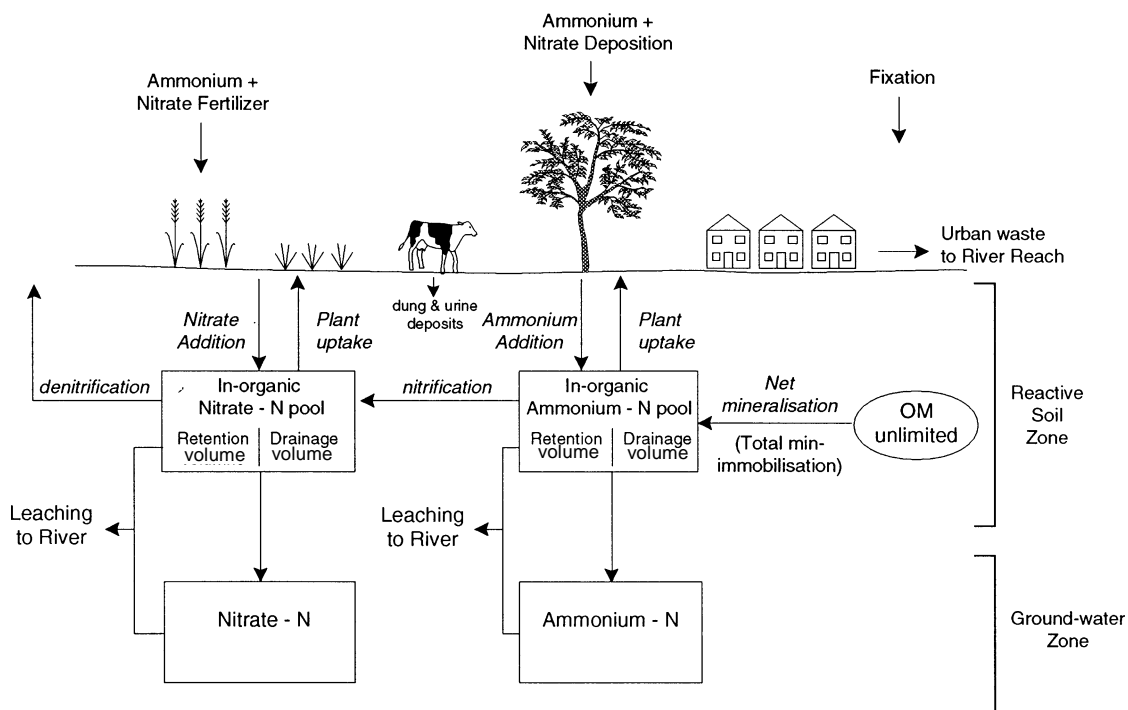 Ammonium +
Nitrate Deposition
Ammonium +
Nitrate Fertilizer
Fixation
Urban waste
to River Reach
dung & urine
deposits
Nitrate
Addition
Plant
uptake
Ammonium
Addition
Plant
uptake
denitrification
In-organic
Nitrate - N pool
Retention
volume
Drainage
volume
nitrification
In-organic
Ammonium - N pool
Retention
volume
Drainage
volume
Net
mineralisation
(Total min-
immobilisation)
OM
unlimited
Reactive
Soil
Zone
Leaching
to River
Leaching
to River
Nitrate - N
Ammonium - N
Ground-water
Zone